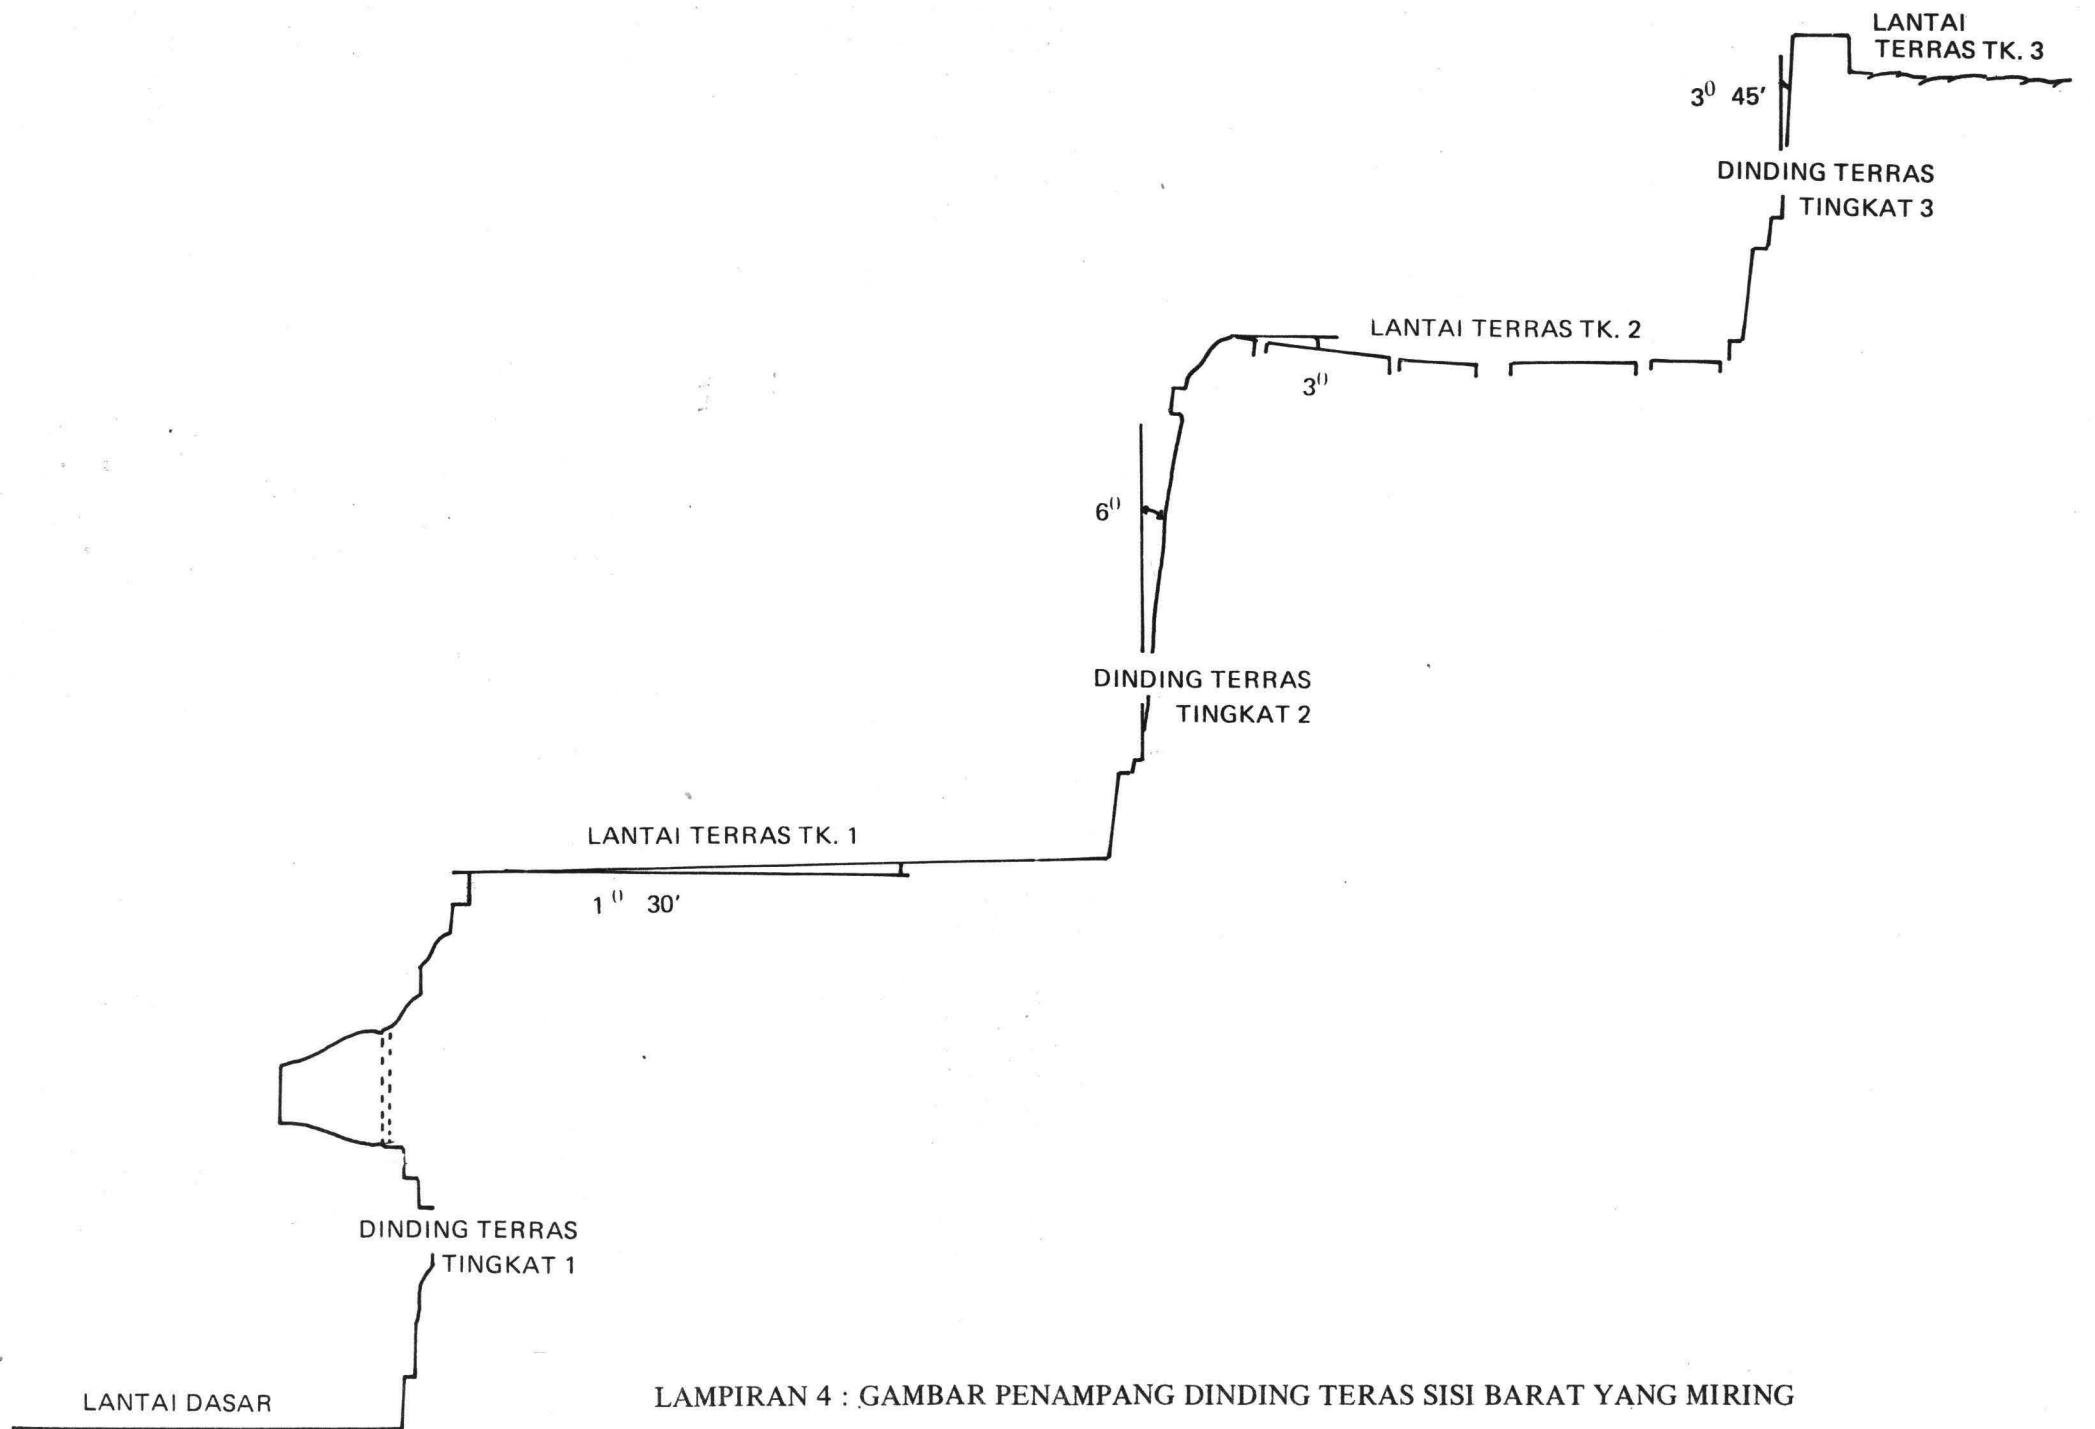 LANTAI
TERRAS TK. 3
3⁰ 45′
DINDING TERRAS
TINGKAT 3
LANTAI TERRAS TK. 2
3⁰
6⁰
DINDING TERRAS
TINGKAT 2
LANTAI TERRAS TK. 1
1⁰ 30′
DINDING TERRAS
TINGKAT 1
LANTAI DASAR
LAMPIRAN 4 : GAMBAR PENAMPANG DINDING TERAS SISI BARAT YANG MIRING